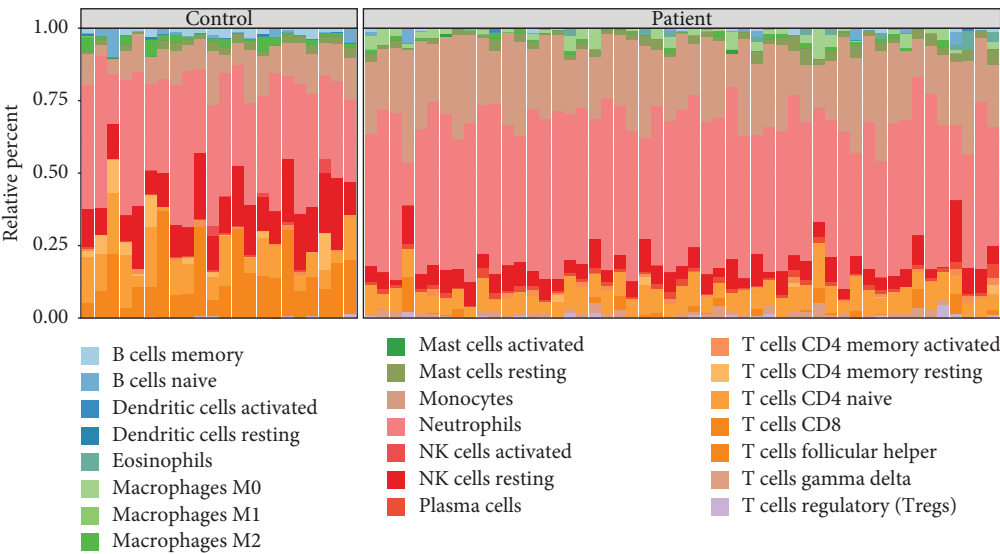 Control
Patient
Relative percent
1.00
0.75
0.50
0.25
0.00
B cells memory
B cells naive
Dendritic cells activated
Dendritic cells resting
Eosinophils
Macrophages M0
Macrophages M1
Macrophages M2
Mast cells activated
Mast cells resting
Monocytes
Neutrophils
NK cells activated
NK cells resting
Plasma cells
T cells CD4 memory activated
T cells CD4 memory resting
T cells CD4 naive
T cells CD8
T cells follicular helper
T cells gamma delta
T cells regulatory (Tregs)